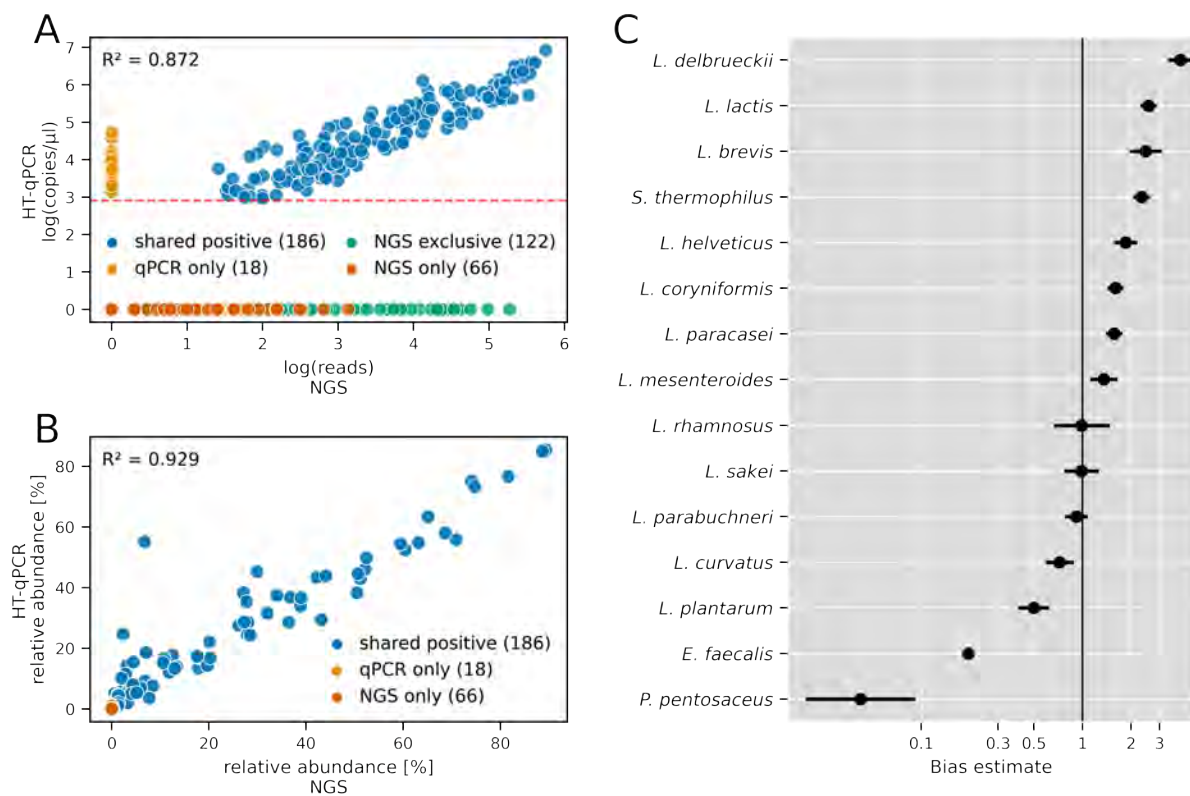 A
R² = 0.872
7
6
5
4
3
2
1
0
HT-qPCR
log(copies/µl)
shared positive (186)
NGS exclusive (122)
qPCR only (18)
NGS only (66)
0 1 2 3 4 5 6
log(reads)
NGS
B
R² = 0.929
80
60
40
20
0
HT-qPCR
relative abundance [%]
shared positive (186)
qPCR only (18)
NGS only (66)
0 20 40 60 80
relative abundance [%]
NGS
C
L. delbrueckii
L. lactis
L. brevis
S. thermophilus
L. helveticus
L. coryniformis
L. paracasei
L. mesenteroides
L. rhamnosus
L. sakei
L. parabuchneri
L. curvatus
L. plantarum
E. faecalis
P. pentosaceus
0.1 0.3 0.5 1 2 3
Bias estimate